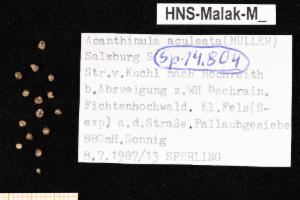 HNS-Malak-M_
Acanthinula aculeata(MÜLLER)
Salzburg S
Sp.14.804
Str.v.Kuchl nach Hochreith
b.Abzweigung z.WH Bachrain.
Fichtenhochwald. Kl.Fels(S-
exp) a.d.Straße.Fallaubgesiebe
880mH.Sonnig
8.7.1987/13 SPERLING